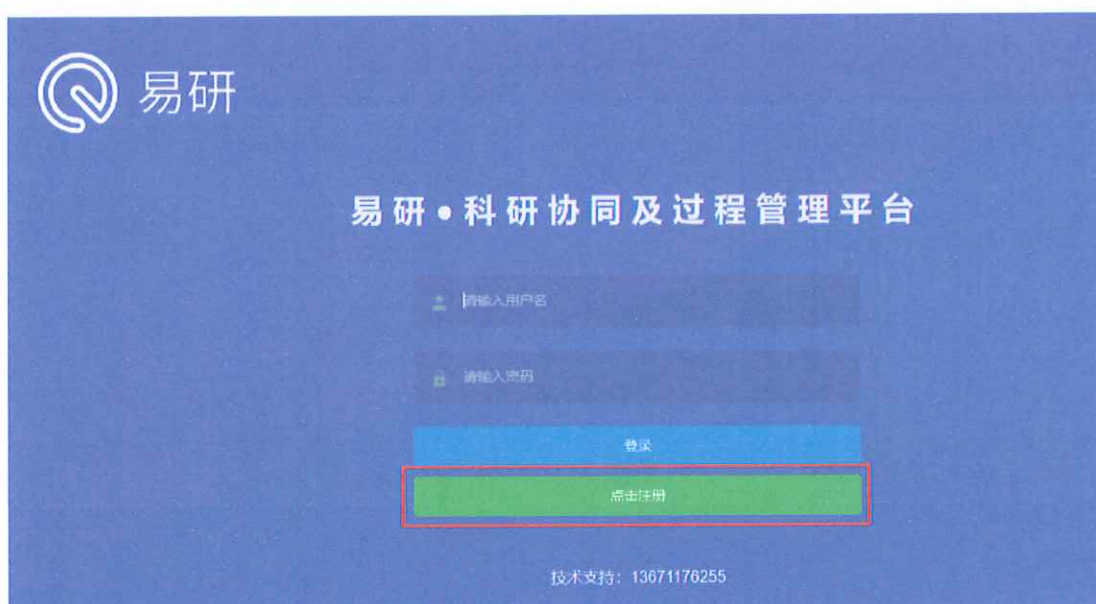 易研
易研•科研协同及过程管理平台
请输入用户名
请输入密码
登录
点击注册
技术支持：13671176255